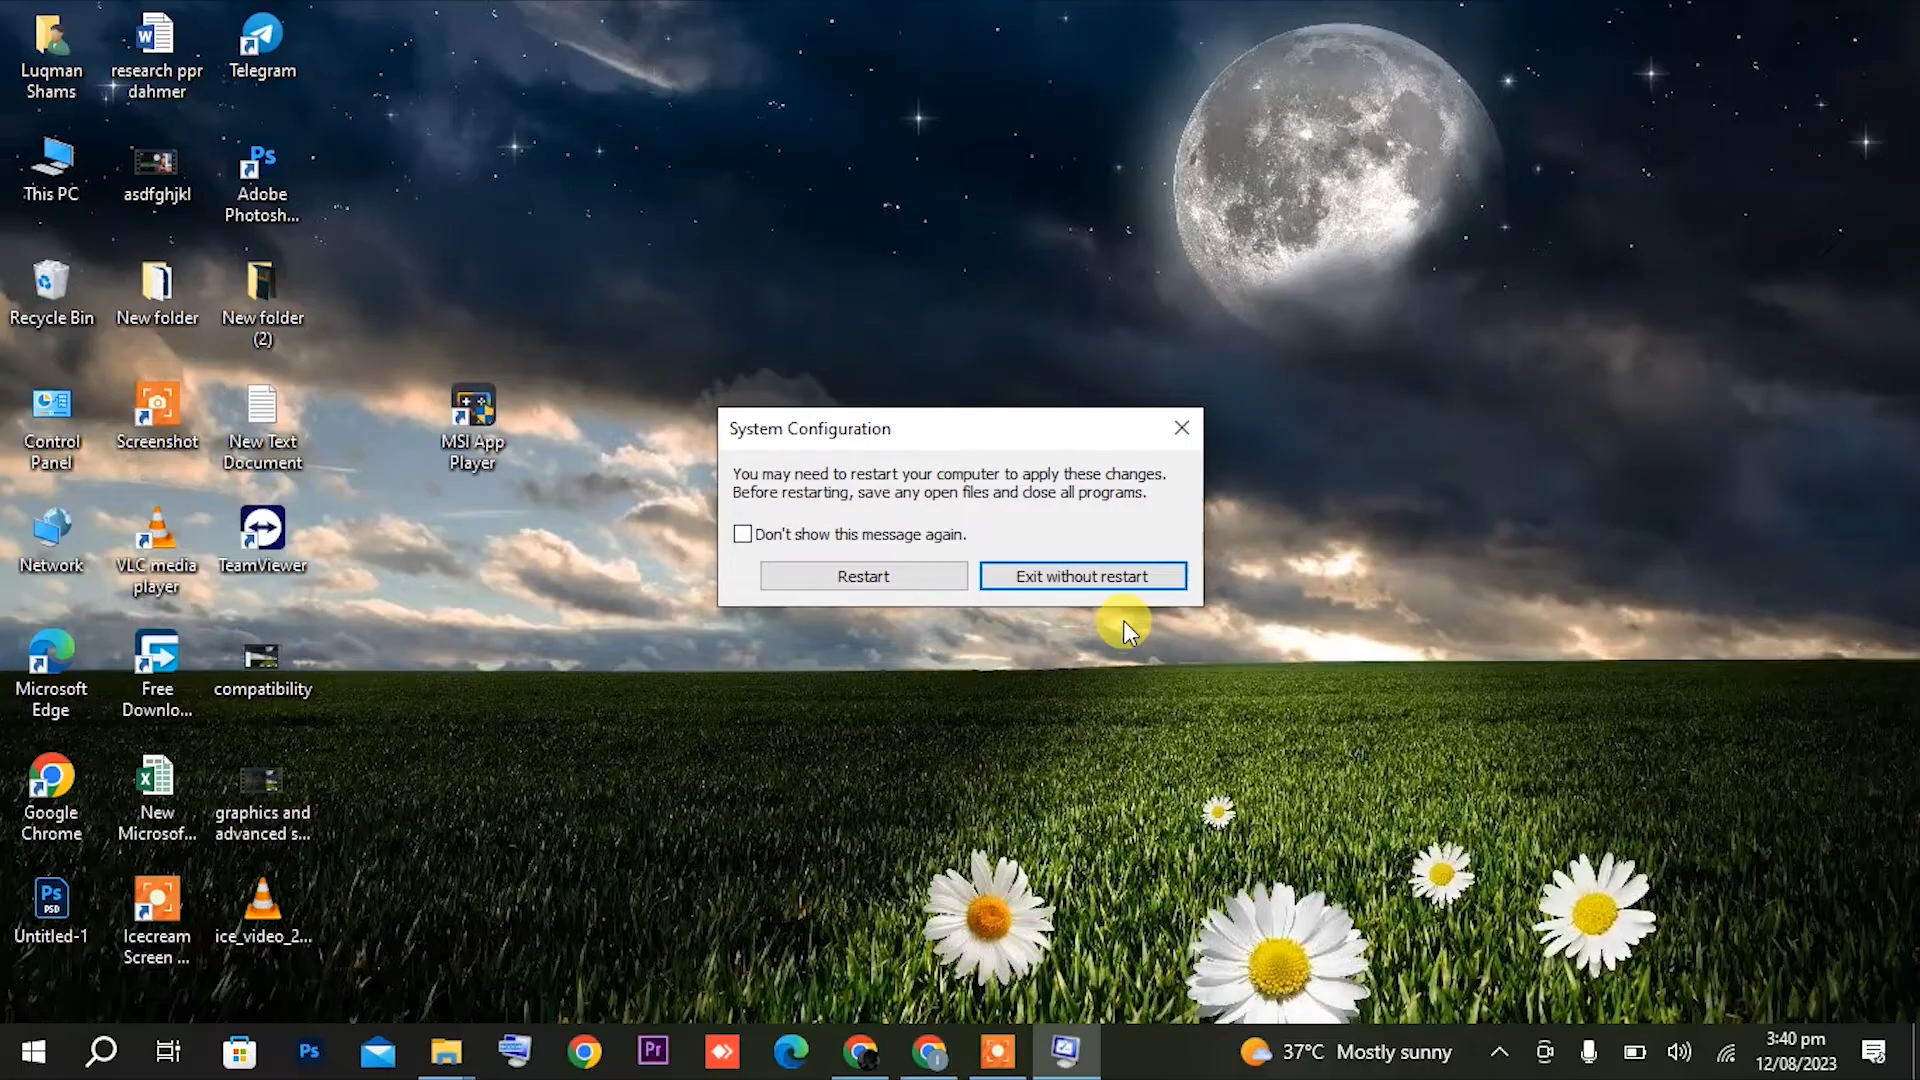 Luqman
Shams
research ppr
dahmer
Telegram
This PC
asdfghjkl
Ps
Adobe
Photosh...
Recycle Bin
New folder
New folder
(2)
Control
Panel
Screenshot
New Text
Document
MSI App
Player
Network
VLC media
player
TeamViewer
Microsoft
Edge
Free
Downlo...
compatibility
Google
Chrome
New
Microsof...
graphics and
advanced s...
Ps
PSD
Untitled-1
Icecream
Screen ...
ice_video_2...
System Configuration
You may need to restart your computer to apply these changes.
Before restarting, save any open files and close all programs.
Don't show this message again.
Restart
Exit without restart
Ps
Pr
37°C Mostly sunny
3:40 pm
12/08/2023